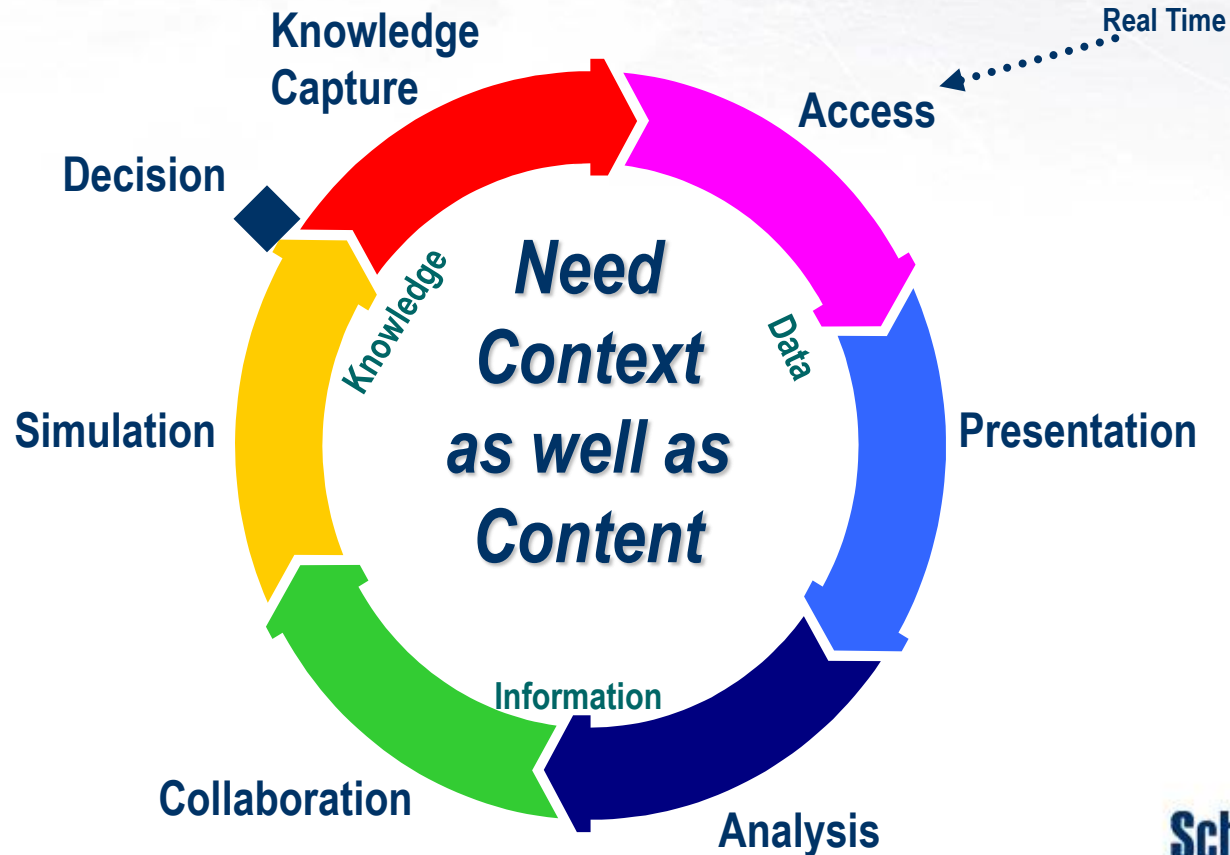 Knowledge
Capture
Real Time
Access
Decision
Need
Context
as well as
Content
Knowledge
Data
Simulation
Presentation
Information
Collaboration
Analysis